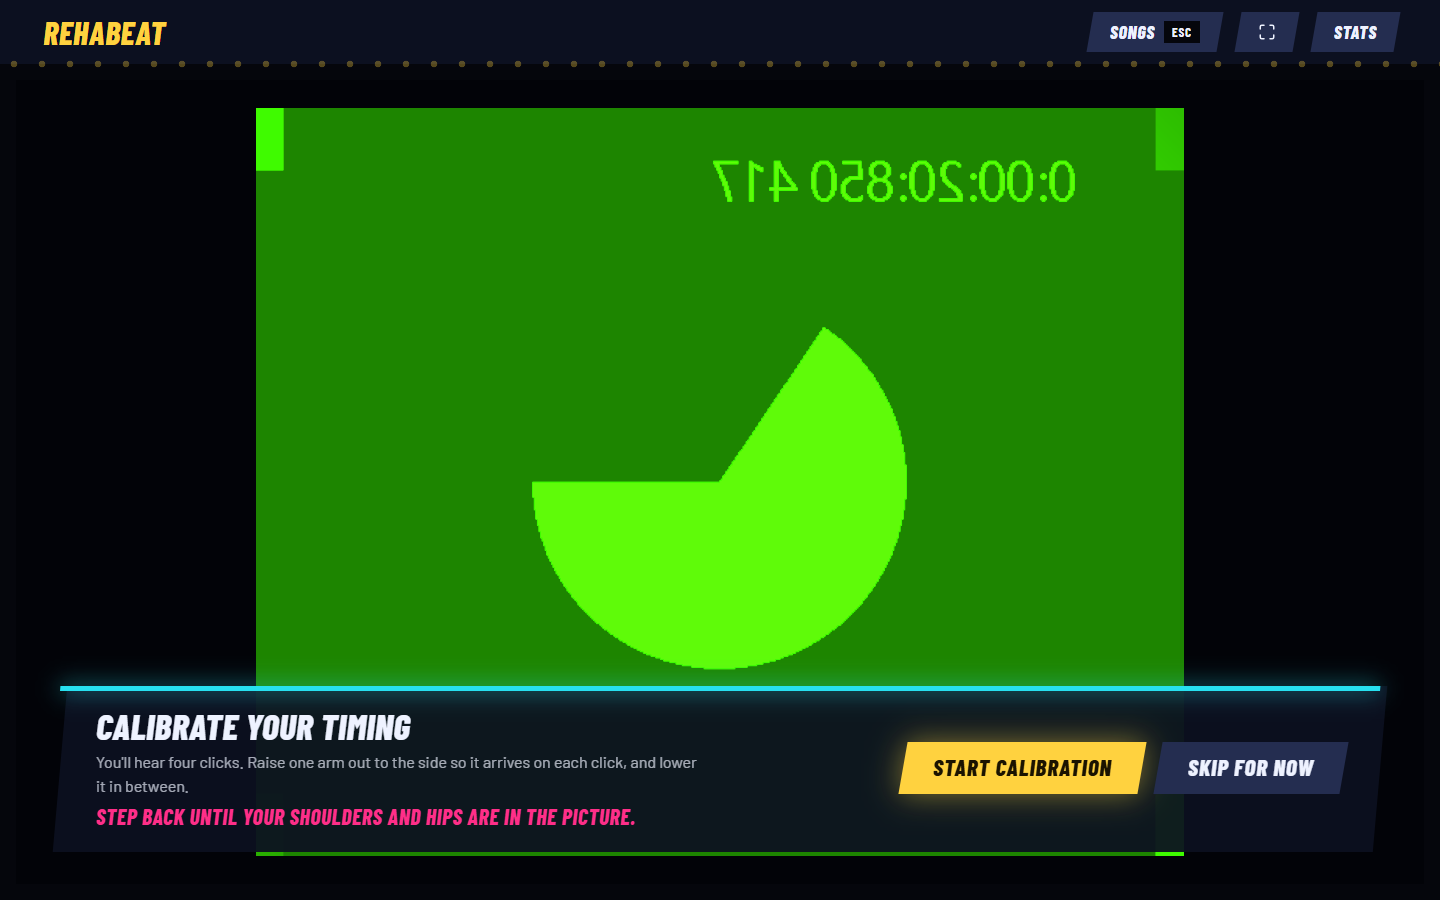 REHABEAT
SONGS ESC
STATS
0:00:20:850 417
CALIBRATE YOUR TIMING
You'll hear four clicks. Raise one arm out to the side so it arrives on each click, and lower
it in between.
STEP BACK UNTIL YOUR SHOULDERS AND HIPS ARE IN THE PICTURE.
START CALIBRATION
SKIP FOR NOW